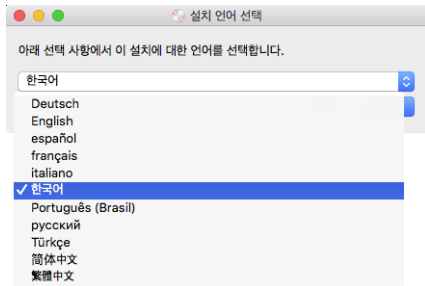 설치 언어 선택
아래 선택 사항에서 이 설치에 대한 언어를 선택합니다.
한국어
Deutsch
English
español
français
italiano
✓ 한국어
Português (Brasil)
русский
Türkçe
简体中文
繁體中文